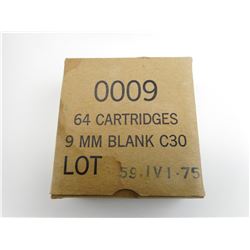 0009
64 CARTRIDGES
9 MM BLANK C30
LOT 59.IVI-75